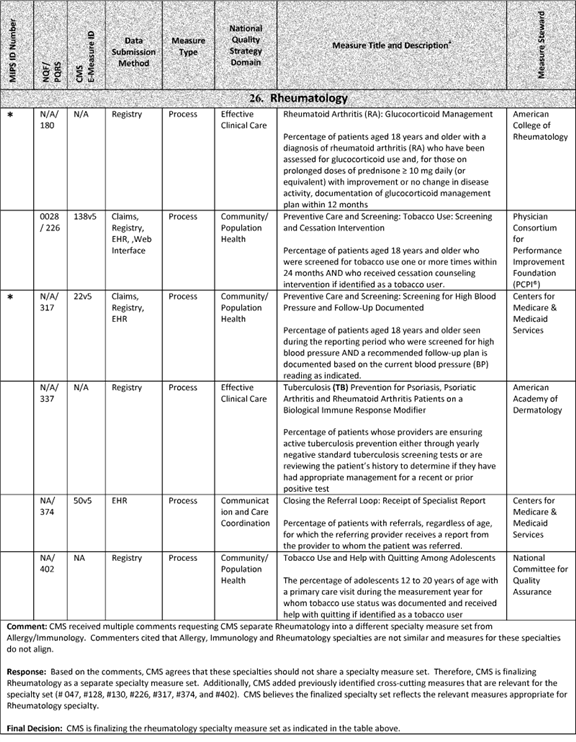 MIPS ID Number
NQF/
PQRS
CMS
E-Measure ID
Data
Submission
Method
Measure
Type
National
Quality
Strategy
Domain
Measure Title and Description¥
Measure Steward
26. Rheumatology
*
N/A/
180
N/A
Registry
Process
Effective
Clinical Care
Rheumatoid Arthritis (RA): Glucocorticoid Management
Percentage of patients aged 18 years and older with a
diagnosis of rheumatoid arthritis (RA) who have been
assessed for glucocorticoid use and, for those on
prolonged doses of prednisone ≥ 10 mg daily (or
equivalent) with improvement or no change in disease
activity, documentation of glucocorticoid management
plan within 12 months
American
College of
Rheumatology
0028
/ 226
138v5
Claims,
Registry,
EHR, ,Web
Interface
Process
Community/
Population
Health
Preventive Care and Screening: Tobacco Use: Screening
and Cessation Intervention
Percentage of patients aged 18 years and older who
were screened for tobacco use one or more times within
24 months AND who received cessation counseling
intervention if identified as a tobacco user.
Physician
Consortium
for
Performance
Improvement
Foundation
(PCPI®)
*
N/A/
317
22v5
Claims,
Registry,
EHR
Process
Community/
Population
Health
Preventive Care and Screening: Screening for High Blood
Pressure and Follow-Up Documented
Percentage of patients aged 18 years and older seen
during the reporting period who were screened for high
blood pressure AND a recommended follow-up plan is
documented based on the current blood pressure (BP)
reading as indicated.
Centers for
Medicare &
Medicaid
Services
N/A/
337
N/A
Registry
Process
Effective
Clinical Care
Tuberculosis (TB) Prevention for Psoriasis, Psoriatic
Arthritis and Rheumatoid Arthritis Patients on a
Biological Immune Response Modifier
Percentage of patients whose providers are ensuring
active tuberculosis prevention either through yearly
negative standard tuberculosis screening tests or are
reviewing the patient's history to determine if they have
had appropriate management for a recent or prior
positive test
American
Academy of
Dermatology
NA/
374
50v5
EHR
Process
Communicat
ion and Care
Coordination
Closing the Referral Loop: Receipt of Specialist Report
Percentage of patients with referrals, regardless of age,
for which the referring provider receives a report from
the provider to whom the patient was referred.
Centers for
Medicare &
Medicaid
Services
NA/
402
NA
Registry
Process
Community/
Population
Health
Tobacco Use and Help with Quitting Among Adolescents
The percentage of adolescents 12 to 20 years of age with
a primary care visit during the measurement year for
whom tobacco use status was documented and received
help with quitting if identified as a tobacco user
National
Committee for
Quality
Assurance
Comment: CMS received multiple comments requesting CMS separate Rheumatology into a different specialty measure set from
Allergy/Immunology. Commenters cited that Allergy, Immunology and Rheumatology specialties are not similar and measures for these specialties
do not align.
Response: Based on the comments, CMS agrees that these specialties should not share a specialty measure set. Therefore, CMS is finalizing
Rheumatology as a separate specialty measure set. Additionally, CMS added previously identified cross-cutting measures that are relevant for the
specialty set (# 047, #128, #130, #226, #317, #374, and #402). CMS believes the finalized specialty set reflects the relevant measures appropriate for
Rheumatology specialty.
Final Decision: CMS is finalizing the rheumatology specialty measure set as indicated in the table above.